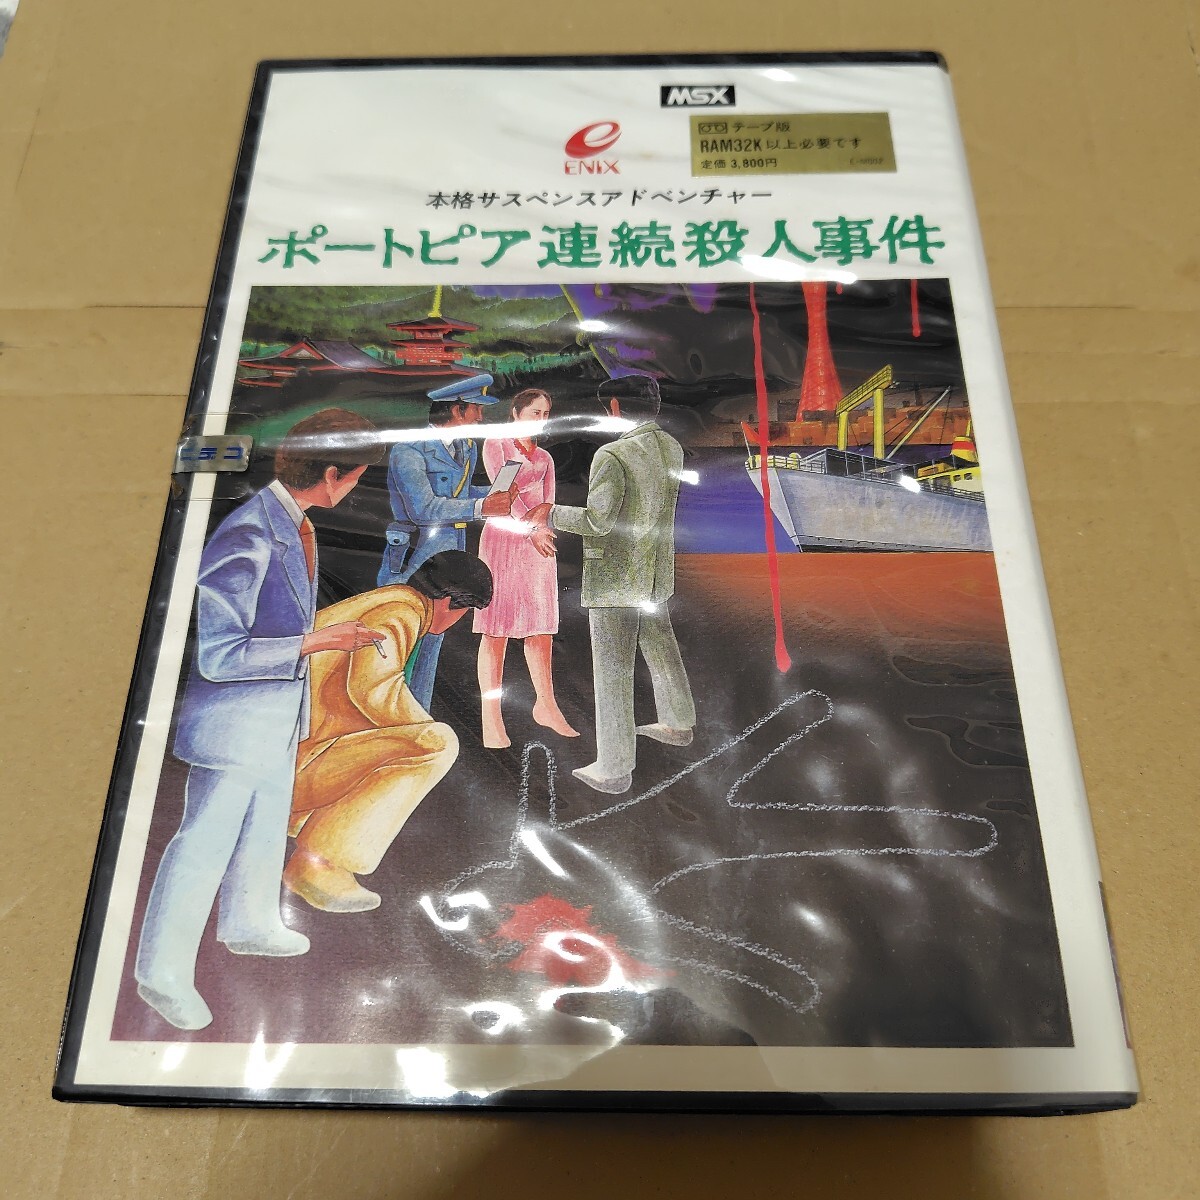 MSX
テープ版
RAM32K 以上必要です
定価 3,800円
ENIX
本格サスペンスアドベンチャー
ポートピア連続殺人事件